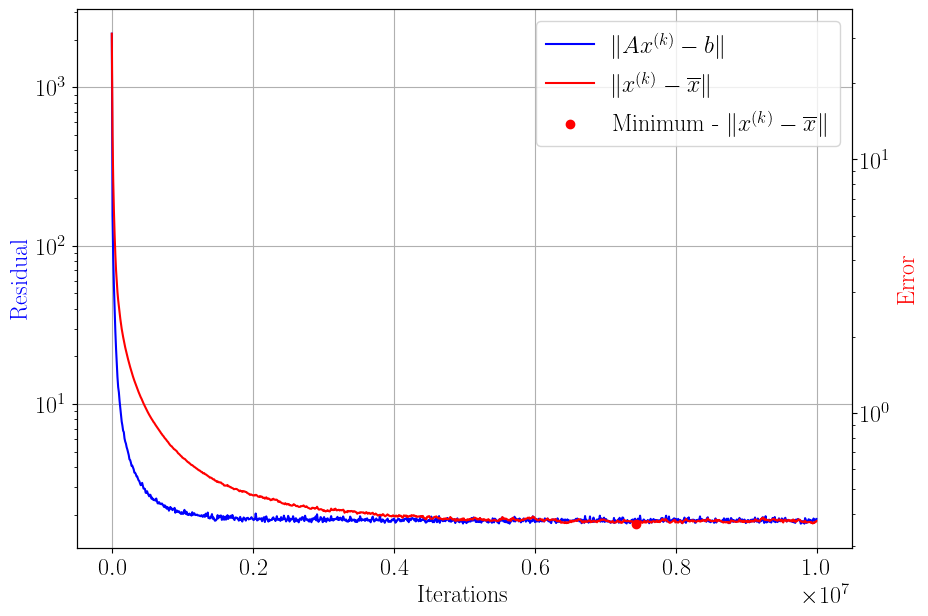 ‖Ax^(k) − b‖
‖x^(k) − x̅‖
Minimum - ‖x^(k) − x̅‖
10^3
10^2
10^1
Residual
10^1
10^0
Error
0.0 0.2 0.4 0.6 0.8 1.0
Iterations
×10^7